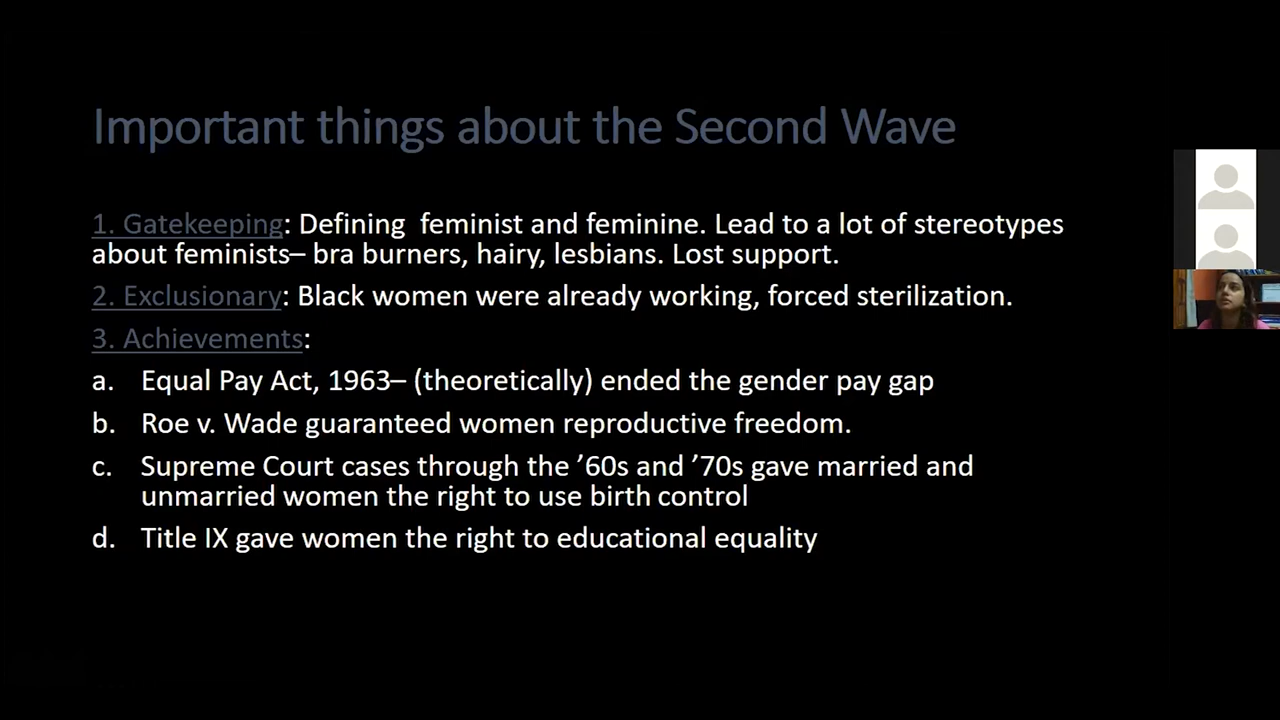 Important things about the Second Wave
1. Gatekeeping: Defining  feminist and feminine. Lead to a lot of stereotypes
about feminists– bra burners, hairy, lesbians. Lost support.
2. Exclusionary: Black women were already working, forced sterilization.
3. Achievements:
a. Equal Pay Act, 1963– (theoretically) ended the gender pay gap
b. Roe v. Wade guaranteed women reproductive freedom.
c. Supreme Court cases through the ’60s and ’70s gave married and
unmarried women the right to use birth control
d. Title IX gave women the right to educational equality